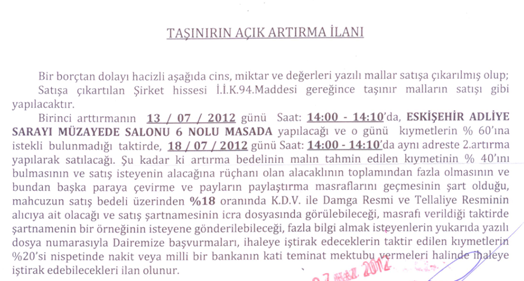 TAŞINIRIN AÇIK ARTIRMA İLANI
Bir borçtan dolayı hacizli aşağıda cins, miktar ve değerleri yazılı mallar satışa çıkarılmış olup;
Satışa çıkartılan Şirket hissesi İ.İ.K.94.Maddesi gereğince taşınır malların satışı gibi
yapılacaktır.
Birinci arttırmanın 13 / 07 / 2012 günü Saat: 14:00 - 14:10'da, ESKİŞEHİR ADLİYE
SARAYI MÜZAYEDE SALONU 6 NOLU MASADA yapılacağı ve o günü kıymetlerin % 60'ına
istekli bulunmadığı taktirde, 18 / 07 / 2012 günü Saat: 14:00 - 14:10'da aynı adreste 2.artırma
yapılarak satılacağı. Şu kadar ki artırma bedelinin malın tahmin edilen kıymetinin % 40'ını
bulmasının ve satış isteyenin alacağına rüçhanı olan alacaklının toplamından fazla olmasının ve
bundan başka paraya çevirme ve payların paylaştırma masraflarını geçmesinin şart olduğu,
mahcuzun satış bedeli üzerinden %18 oranında K.D.V. ile Damga Resmi ve Tellaliye Resminin
alıcıya ait olacağı ve satış şartnamesinin icra dosyasında görülebileceği, masrafı verildiği taktirde
şartnamenin bir örneğinin isteyene gönderilebileceği, fazla bilgi almak isteyenlerin yukarıda yazılı
dosya numarasıyla Dairemize başvurmaları, ihaleye iştirak edeceklerin taktir edilen kıymetlerin
%20'si nispetinde nakit veya milli bir bankanın kati teminat mektubu vermeleri halinde ihaleye
iştirak edebilecekleri ilan olunur.
2012